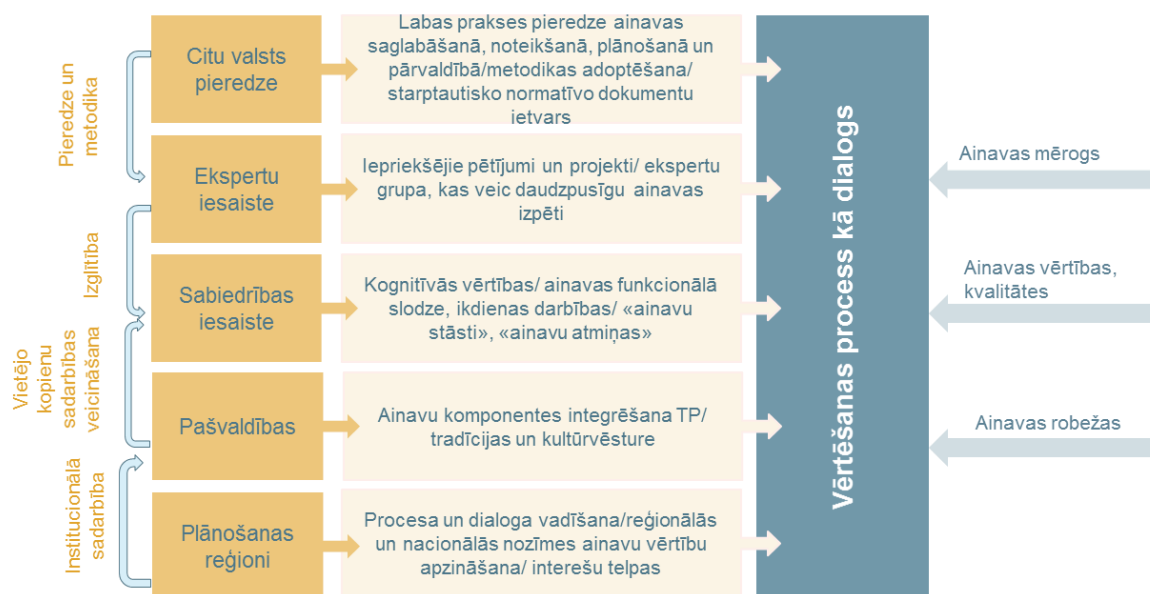 Pieredze un
metodika
Izglītība
Vietējo
kopienu
sadarbības
veicināšana
Institucionālā
sadarbība
Citu valsts
pieredze
Labas prakses pieredze ainavas
saglabāšanā, noteikšanā, plānošanā un
pārvaldībā/metodikas adoptēšana/
starptautisko normatīvo dokumentu
ietvars
Ekspertu
iesaiste
Iepriekšējie pētījumi un projekti/ ekspertu
grupa, kas veic daudzpusīgu ainavas
izpēti
Sabiedrības
iesaiste
Kognitīvās vērtības/ ainavas funkcionālā
slodze, ikdienas darbības/ «ainavu
stāsti», «ainavu atmiņas»
Pašvaldības
Ainavu komponentes integrēšana TP/
tradīcijas un kultūrvēsture
Plānošanas
reģioni
Procesa un dialoga vadīšana/reģionālās
un nacionālās nozīmes ainavu vērtību
apzināšana/ interešu telpas
Vērtēšanas process kā dialogs
Ainavas mērogs
Ainavas vērtības,
kvalitātes
Ainavas robežas